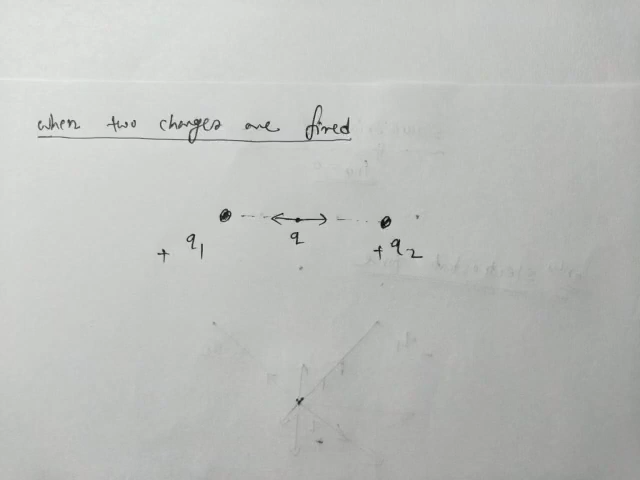 when two charges are fixed
q
+ q1 + q2